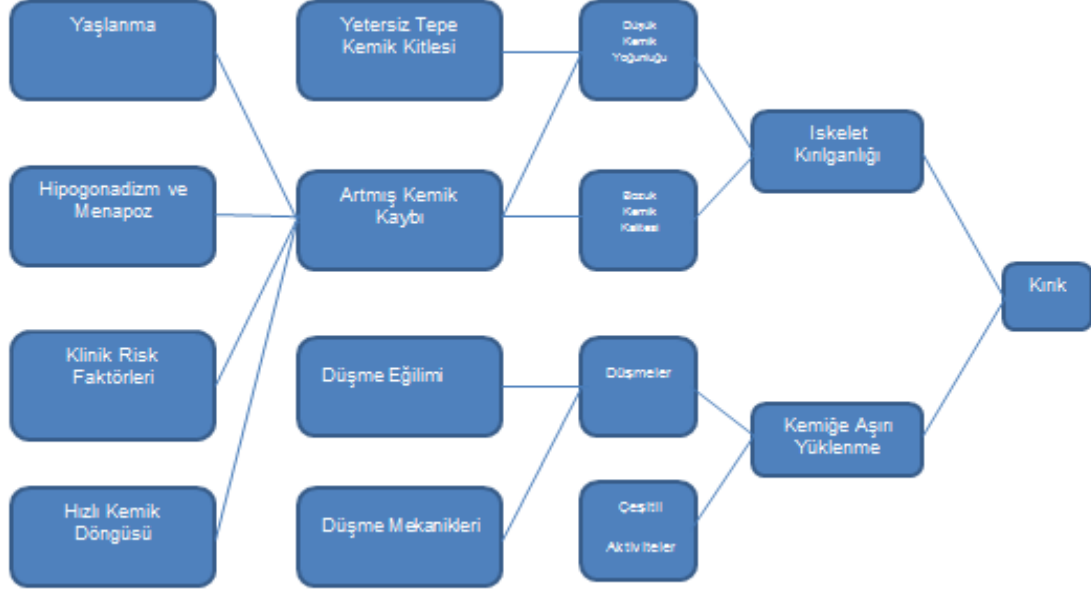 Yaşlanma
Hipogonadizm ve
Menapoz
Klinik Risk
Faktörleri
Hızlı Kemik
Döngüsü
Yetersiz Tepe
Kemik Kitlesi
Artmış Kemik
Kaybı
Düşme Eğilimi
Düşme Mekanikleri
Düşük
Kemik
Yoğunluğu
Bozuk
Kemik
Kalitesi
Düşmeler
Çeşitli
Aktiviteler
Iskelet
Kırılganlığı
Kemiğe Aşırı
Yüklenme
Kırık